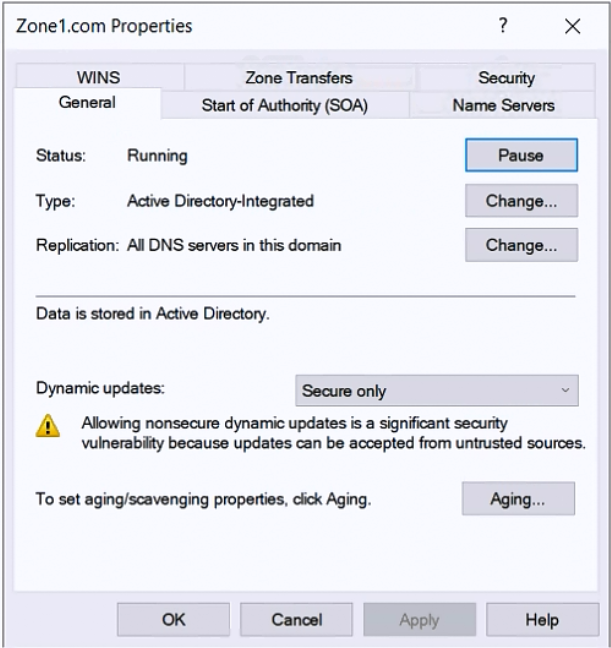 Zone1.com Properties ?
WINS Zone Transfers Security
General Start of Authority (SOA) Name Servers
Status: Running Pause
Type: Active Directory-Integrated Change...
Replication: All DNS servers in this domain Change...
Data is stored in Active Directory.
Dynamic updates: Secure only
Allowing nonsecure dynamic updates is a significant security
vulnerability because updates can be accepted from untrusted sources.
To set aging/scavenging properties, click Aging. Aging...
OK Cancel Apply Help